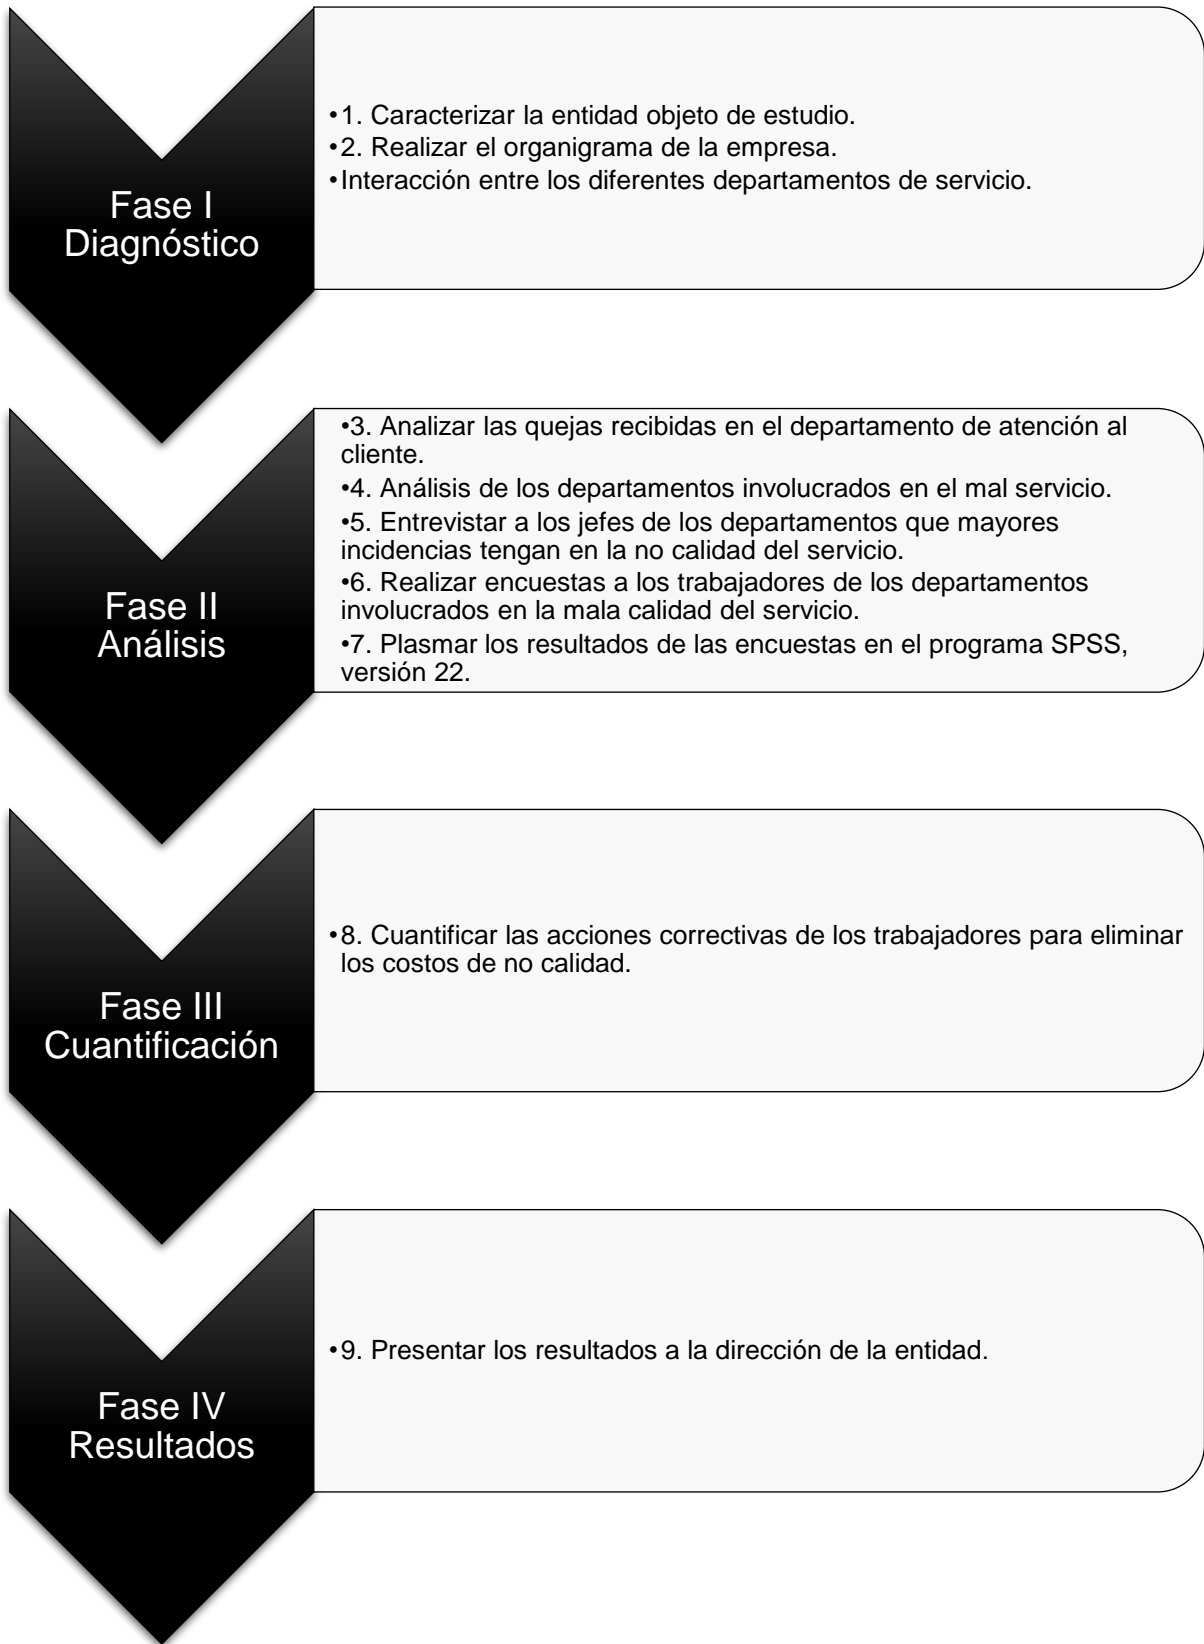 Fase I
Diagnóstico
•1. Caracterizar la entidad objeto de estudio.
•2. Realizar el organigrama de la empresa.
•Interacción entre los diferentes departamentos de servicio.
Fase II
Análisis
•3. Analizar las quejas recibidas en el departamento de atención al
cliente.
•4. Análisis de los departamentos involucrados en el mal servicio.
•5. Entrevistar a los jefes de los departamentos que mayores
incidencias tengan en la no calidad del servicio.
•6. Realizar encuestas a los trabajadores de los departamentos
involucrados en la mala calidad del servicio.
•7. Plasmar los resultados de las encuestas en el programa SPSS,
versión 22.
Fase III
Cuantificación
•8. Cuantificar las acciones correctivas de los trabajadores para eliminar
los costos de no calidad.
Fase IV
Resultados
•9. Presentar los resultados a la dirección de la entidad.